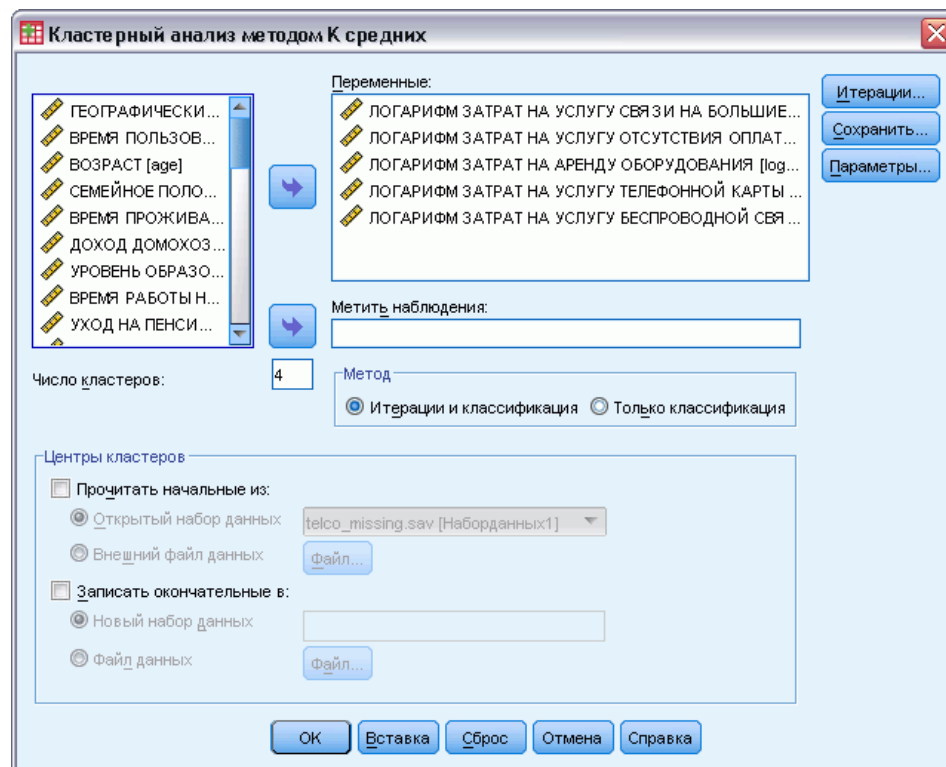 Кластерный анализ методом К средних
ГЕОГРАФИЧЕСКИ...
ВРЕМЯ ПОЛЬЗОВ...
ВОЗРАСТ [age]
СЕМЕЙНОЕ ПОЛО...
ВРЕМЯ ПРОЖИВА...
ДОХОД ДОМОХОЗ...
УРОВЕНЬ ОБРАЗО...
ВРЕМЯ РАБОТЫ Н...
УХОД НА ПЕНСИ...
Переменные:
ЛОГАРИФМ ЗАТРАТ НА УСЛУГУ СВЯЗИ НА БОЛЬШИЕ...
ЛОГАРИФМ ЗАТРАТ НА УСЛУГУ ОТСУТСТВИЯ ОПЛАТ...
ЛОГАРИФМ ЗАТРАТ НА АРЕНДУ ОБОРУДОВАНИЯ [log...
ЛОГАРИФМ ЗАТРАТ НА УСЛУГУ ТЕЛЕФОННОЙ КАРТЫ ...
ЛОГАРИФМ ЗАТРАТ НА УСЛУГУ БЕСПРОВОДНОЙ СВЯ...
Итерации...
Сохранить...
Параметры...
Метить наблюдения:
Число кластеров: 4
Метод
Итерации и классификация Только классификация
Центры кластеров
Прочитать начальные из:
Открытый набор данных telco_missing.sav [Наборданных1]
Внешний файл данных Файл...
Записать окончательные в:
Новый набор данных
Файл данных Файл...
ОК Вставка Сброс Отмена Справка